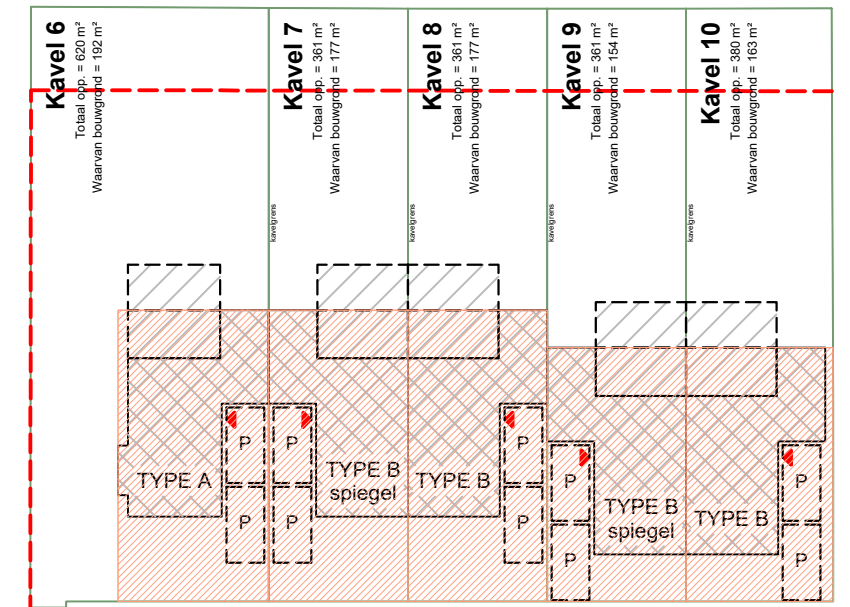 Kavel 6
Totaal opp. = 620 m²
Waarvan bouwgrond = 192 m²
Kavel 7
Totaal opp. = 361 m²
Waarvan bouwgrond = 177 m²
Kavel 8
Totaal opp. = 361 m²
Waarvan bouwgrond = 177 m²
Kavel 9
Totaal opp. = 361 m²
Waarvan bouwgrond = 154 m²
Kavel 10
Totaal opp. = 380 m²
Waarvan bouwgrond = 163 m²
kavelgrens
kavelgrens
kavelgrens
kavelgrens
TYPE A
P
P
P
P
TYPE B
spiegel
TYPE B
P
P
P
P
TYPE B
spiegel
TYPE B
P
P